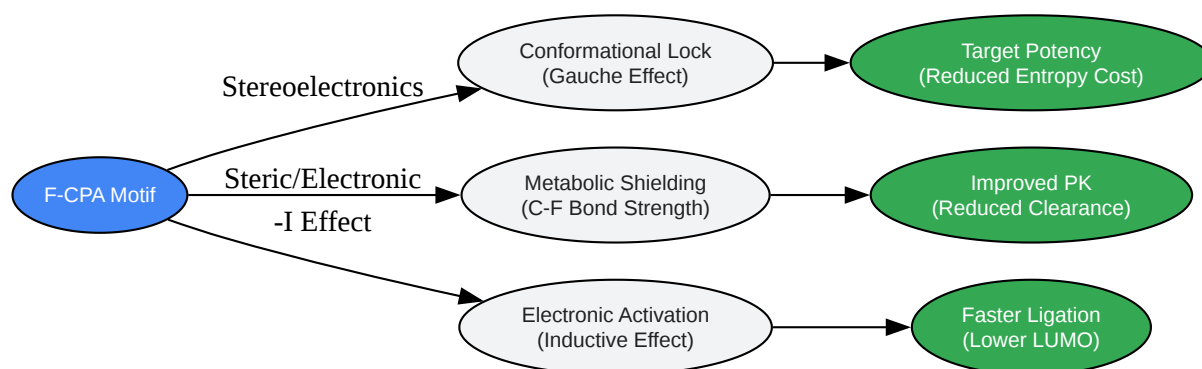 Conformational Lock
(Gauche Effect)
Target Potency
(Reduced Entropy Cost)
Stereoelectronics
F-CPA Motif
Steric/Electronic
Metabolic Shielding
(C-F Bond Strength)
Improved PK
(Reduced Clearance)
-I Effect
Electronic Activation
(Inductive Effect)
Faster Ligation
(Lower LUMO)